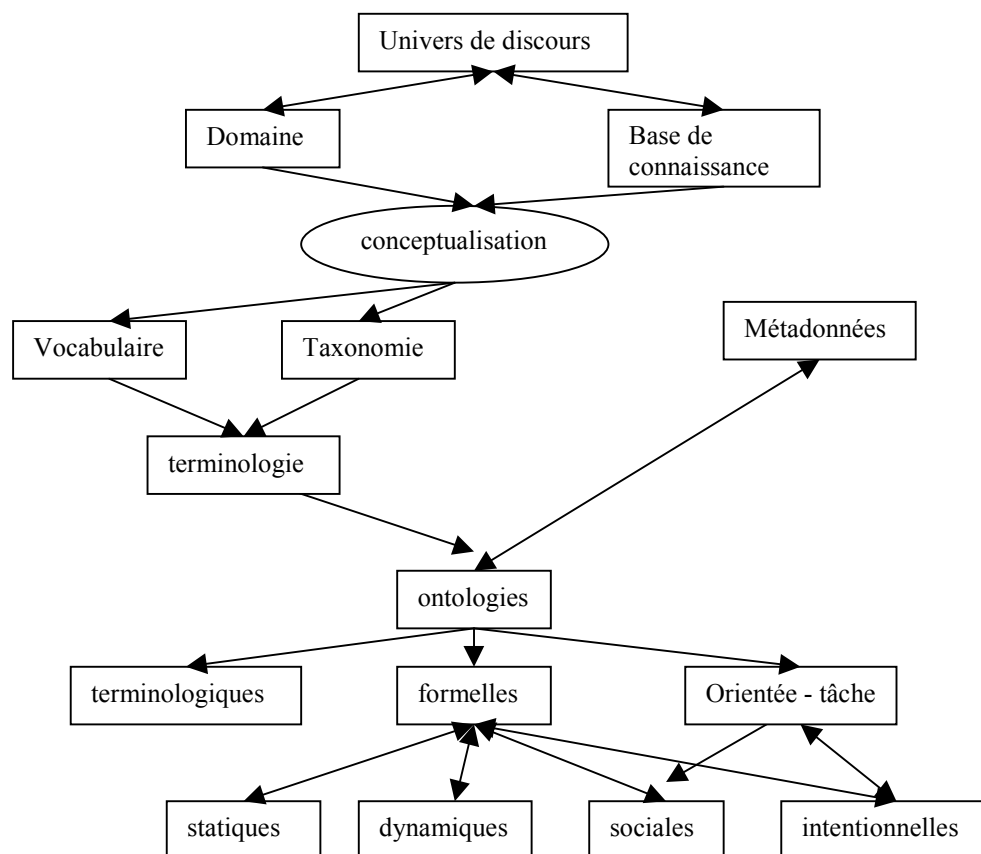 Univers de discours
Domaine
Base de
connaissance
conceptualisation
Vocabulaire
Taxonomie
Métadonnées
terminologie
ontologies
terminologiques
formelles
Orientée - tâche
statiques
dynamiques
sociales
intentionnelles